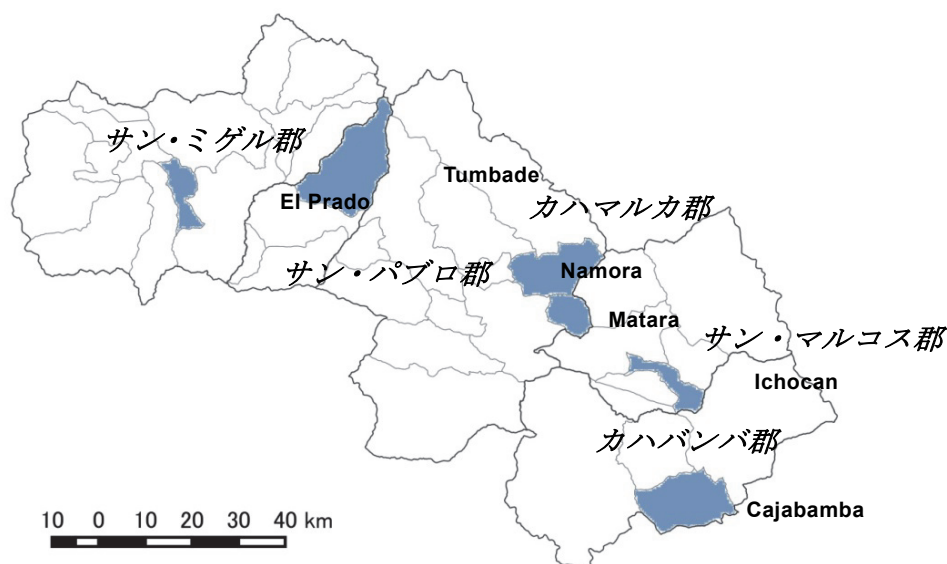 サン・ミゲル郡
Tumbade
El Prado
カハマルカ郡
サン・パブロ郡
Namora
Matara
サン・マルコス郡
Ichocan
カハバンバ郡
Cajabamba
10 0 10 20 30 40 km